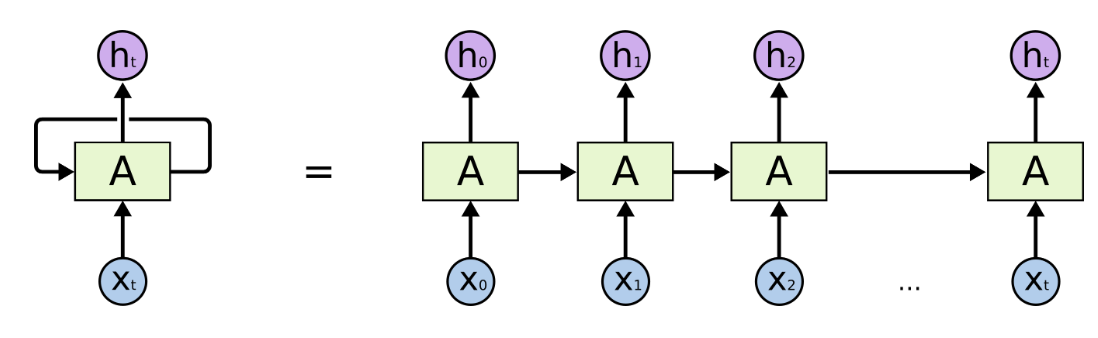 hₜ h₀ h₁ h₂ hₜ
A = A A A A
xₜ x₀ x₁ x₂ ... xₜ